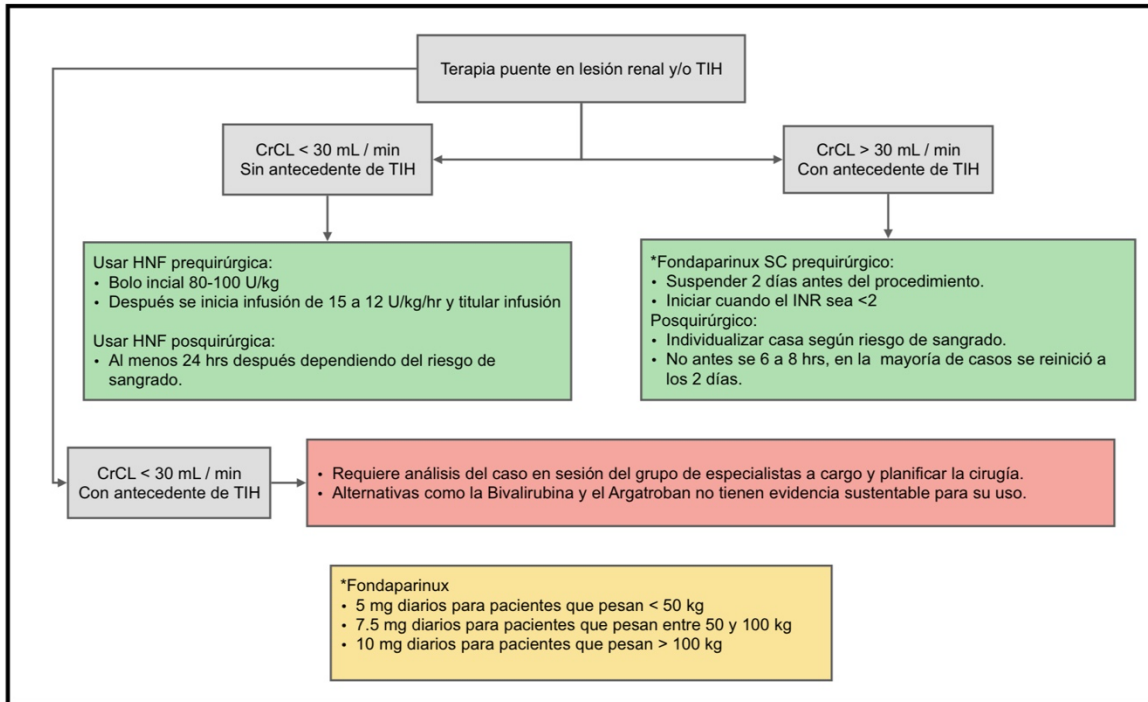 Terapia puente en lesión renal y/o TIH
CrCL < 30 mL / min
Sin antecedente de TIH
CrCL > 30 mL / min
Con antecedente de TIH
Usar HNF prequirúrgica:
• Bolo incial 80-100 U/kg
• Después se inicia infusión de 15 a 12 U/kg/hr y titular infusión
Usar HNF posquirúrgica:
• Al menos 24 hrs después dependiendo del riesgo de
sangrado.
*Fondaparinux SC prequirúrgico:
• Suspender 2 días antes del procedimiento.
• Iniciar cuando el INR sea <2
Posquirúrgico:
• Individualizar casa según riesgo de sangrado.
• No antes se 6 a 8 hrs, en la mayoría de casos se reinició a
los 2 días.
CrCL < 30 mL / min
Con antecedente de TIH
• Requiere análisis del caso en sesión del grupo de especialistas a cargo y planificar la cirugía.
• Alternativas como la Bivalirubina y el Argatroban no tienen evidencia sustentable para su uso.
*Fondaparinux
• 5 mg diarios para pacientes que pesan < 50 kg
• 7.5 mg diarios para pacientes que pesan entre 50 y 100 kg
• 10 mg diarios para pacientes que pesan > 100 kg